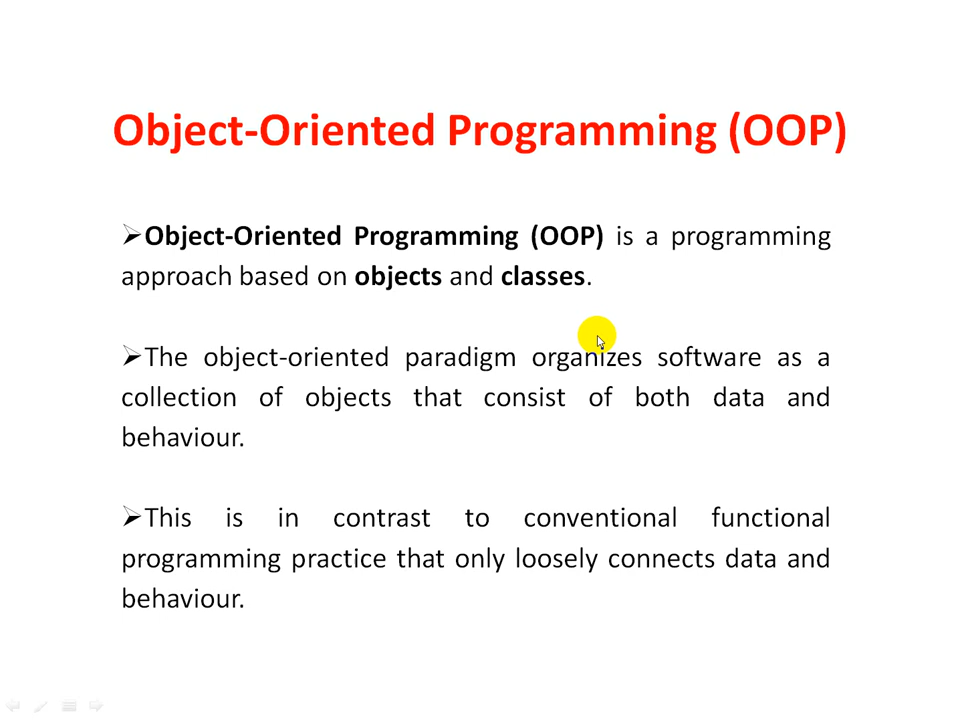 Object-Oriented Programming (OOP)
➢Object-Oriented Programming (OOP) is a programming
approach based on objects and classes.
➢The object-oriented paradigm organizes software as a
collection of objects that consist of both data and
behaviour.
➢This is in contrast to conventional functional
programming practice that only loosely connects data and
behaviour.